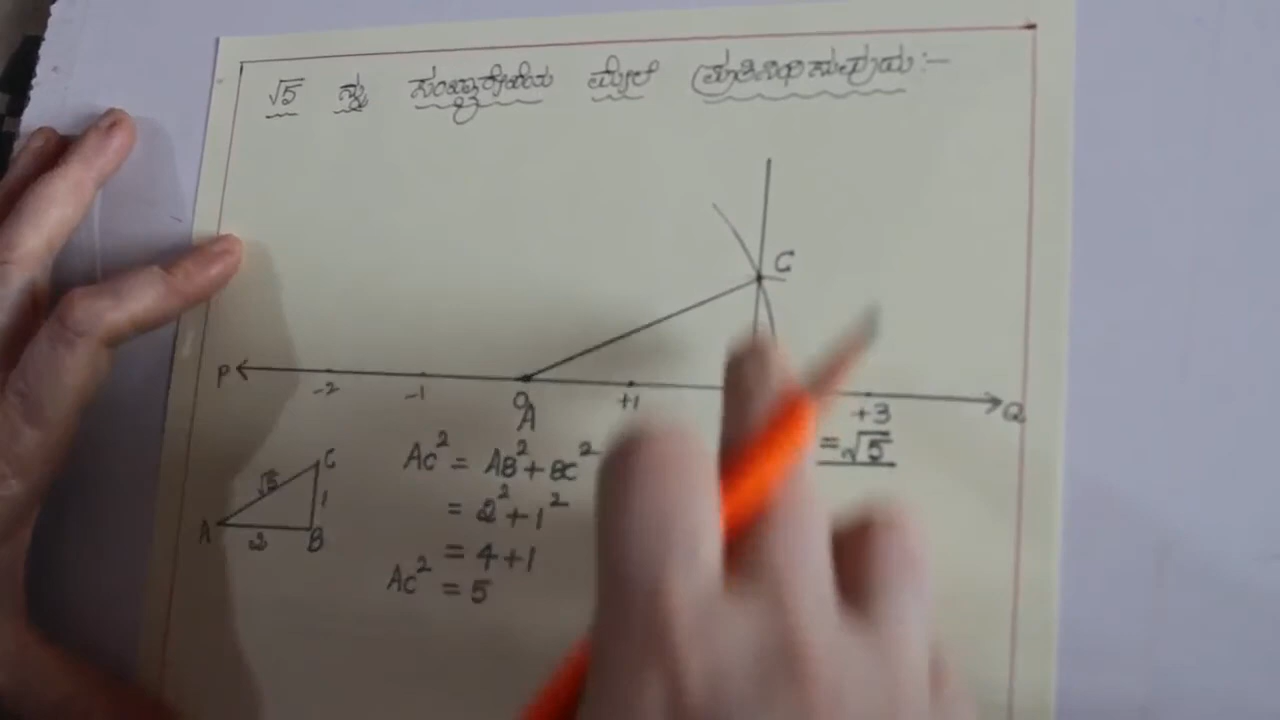 √5 ನ್ನು ಸಂಖ್ಯಾರೇಖೆಯ ಮೇಲೆ ಪ್ರತಿನಿಧಿಸುವುದು :-
C
P -2 -1 0 +1 +3 Q
A
= √5
AC² = AB² + BC²
= 2² + 1²
= 4 + 1
AC² = 5
√5 C
1
A 2 B